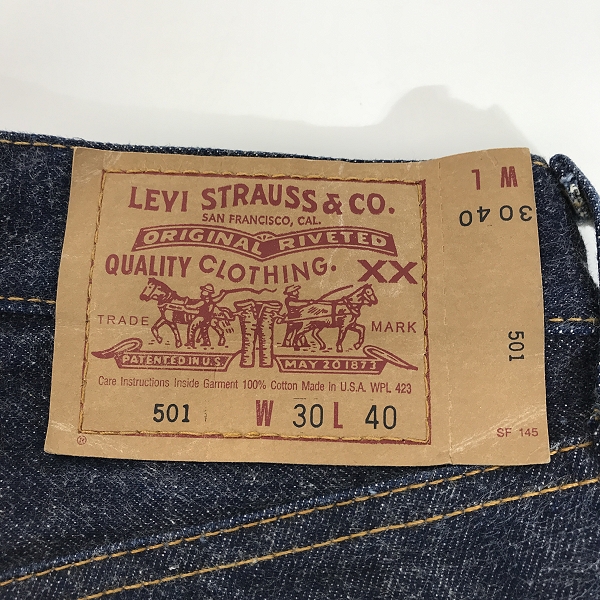 LEVI STRAUSS & CO.
SAN FRANCISCO, CAL.
ORIGINAL RIVETED
QUALITY CLOTHING. XX
TRADE MARK
PATENTED IN U.S. MAY 20 1873
Care Instructions Inside Garment 100% Cotton Made in U.S.A. WPL 423
501 W 30 L 40
®
W L
30 40
501
SF 145